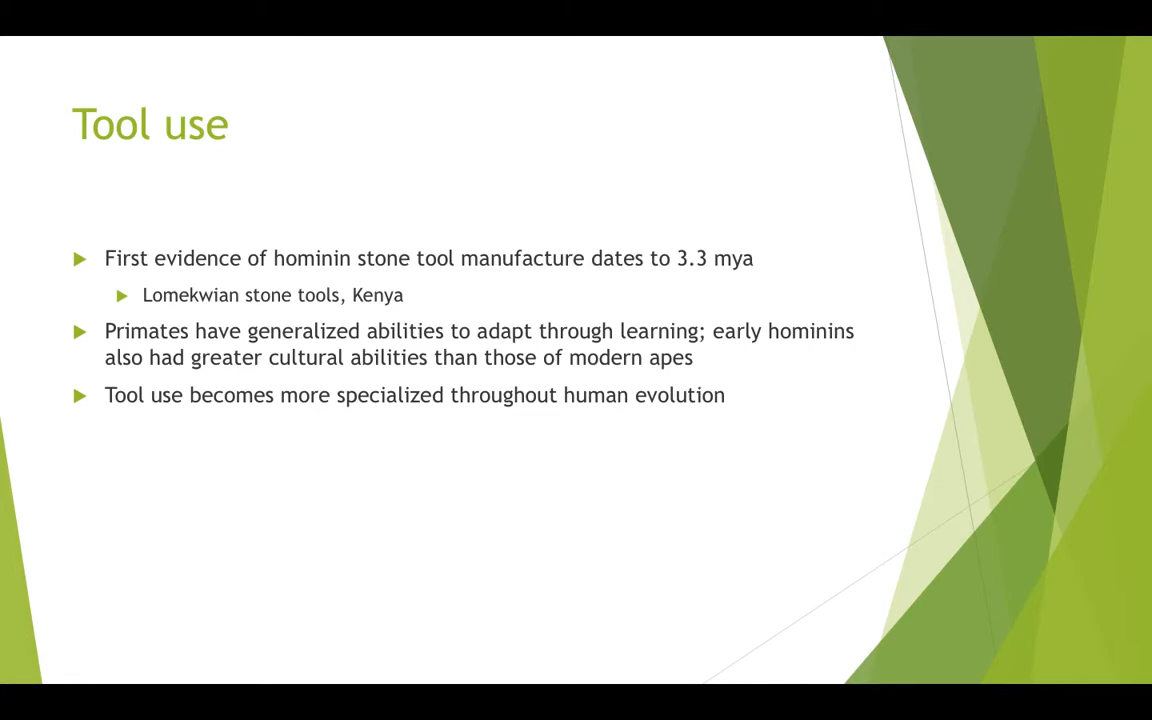 Tool use
First evidence of hominin stone tool manufacture dates to 3.3 mya
Lomekwian stone tools, Kenya
Primates have generalized abilities to adapt through learning; early hominins
also had greater cultural abilities than those of modern apes
Tool use becomes more specialized throughout human evolution